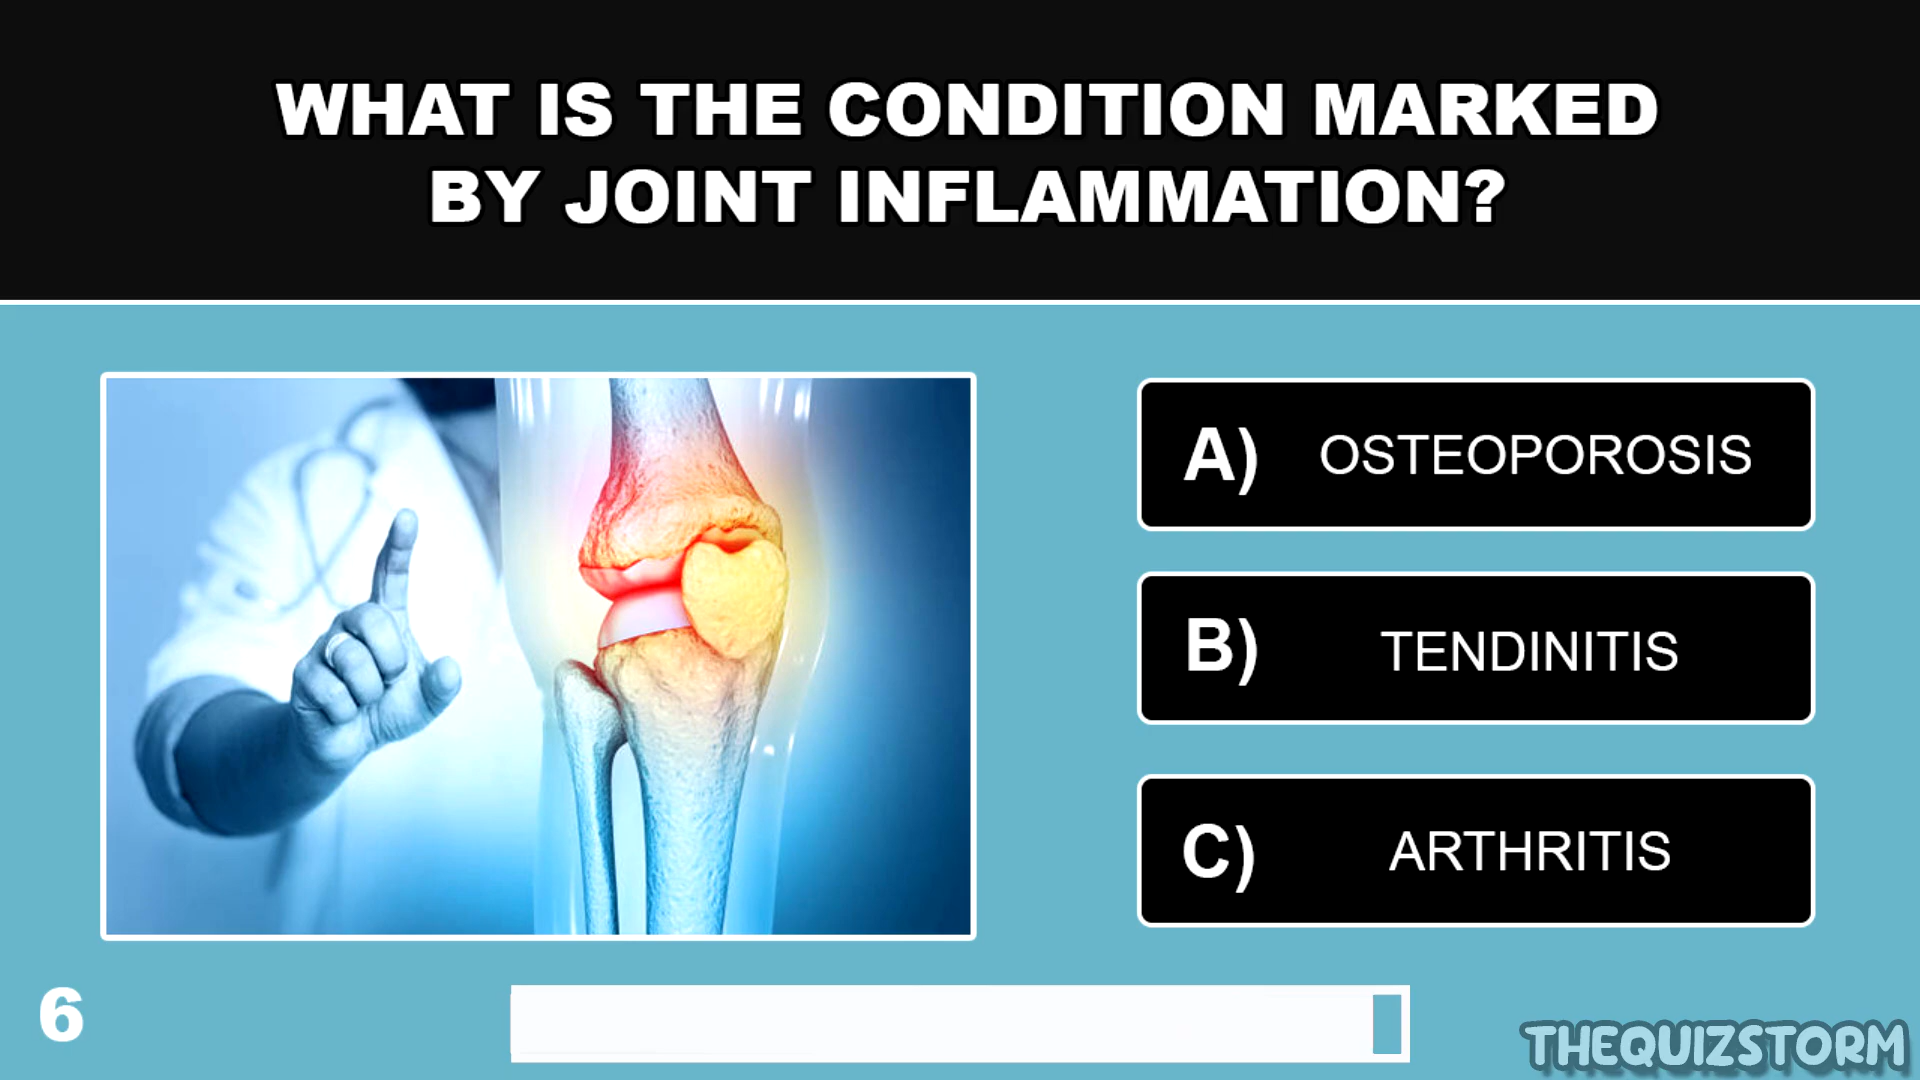 WHAT IS THE CONDITION MARKED
BY JOINT INFLAMMATION?
A) OSTEOPOROSIS
B) TENDINITIS
C) ARTHRITIS
6
THEQUIZSTORM